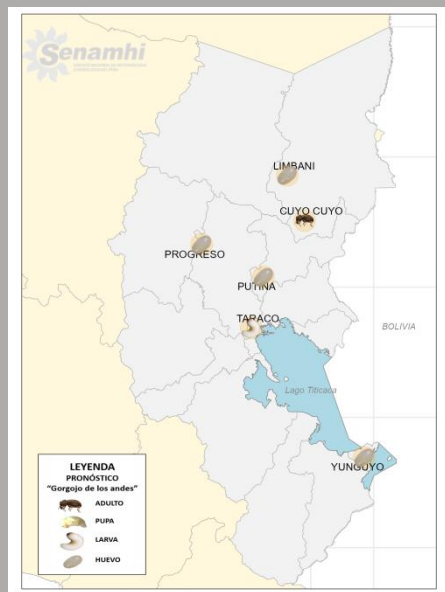 Senamhi
LIMBANI
CUYO CUYO
PROGRESO
PUTINA
TARACO
BOLIVIA
Lago Titicaca
YUNGUYO
LEYENDA
PRONÓSTICO
"Gorgojo de los andes"
ADULTO
PUPA
LARVA
HUEVO